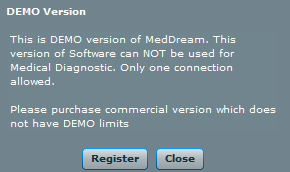 DEMO Version
This is DEMO version of MedDream. This
version of Software can NOT be used for
Medical Diagnostic. Only one connection
allowed.
Please purchase commercial version which does
not have DEMO limits
Register Close